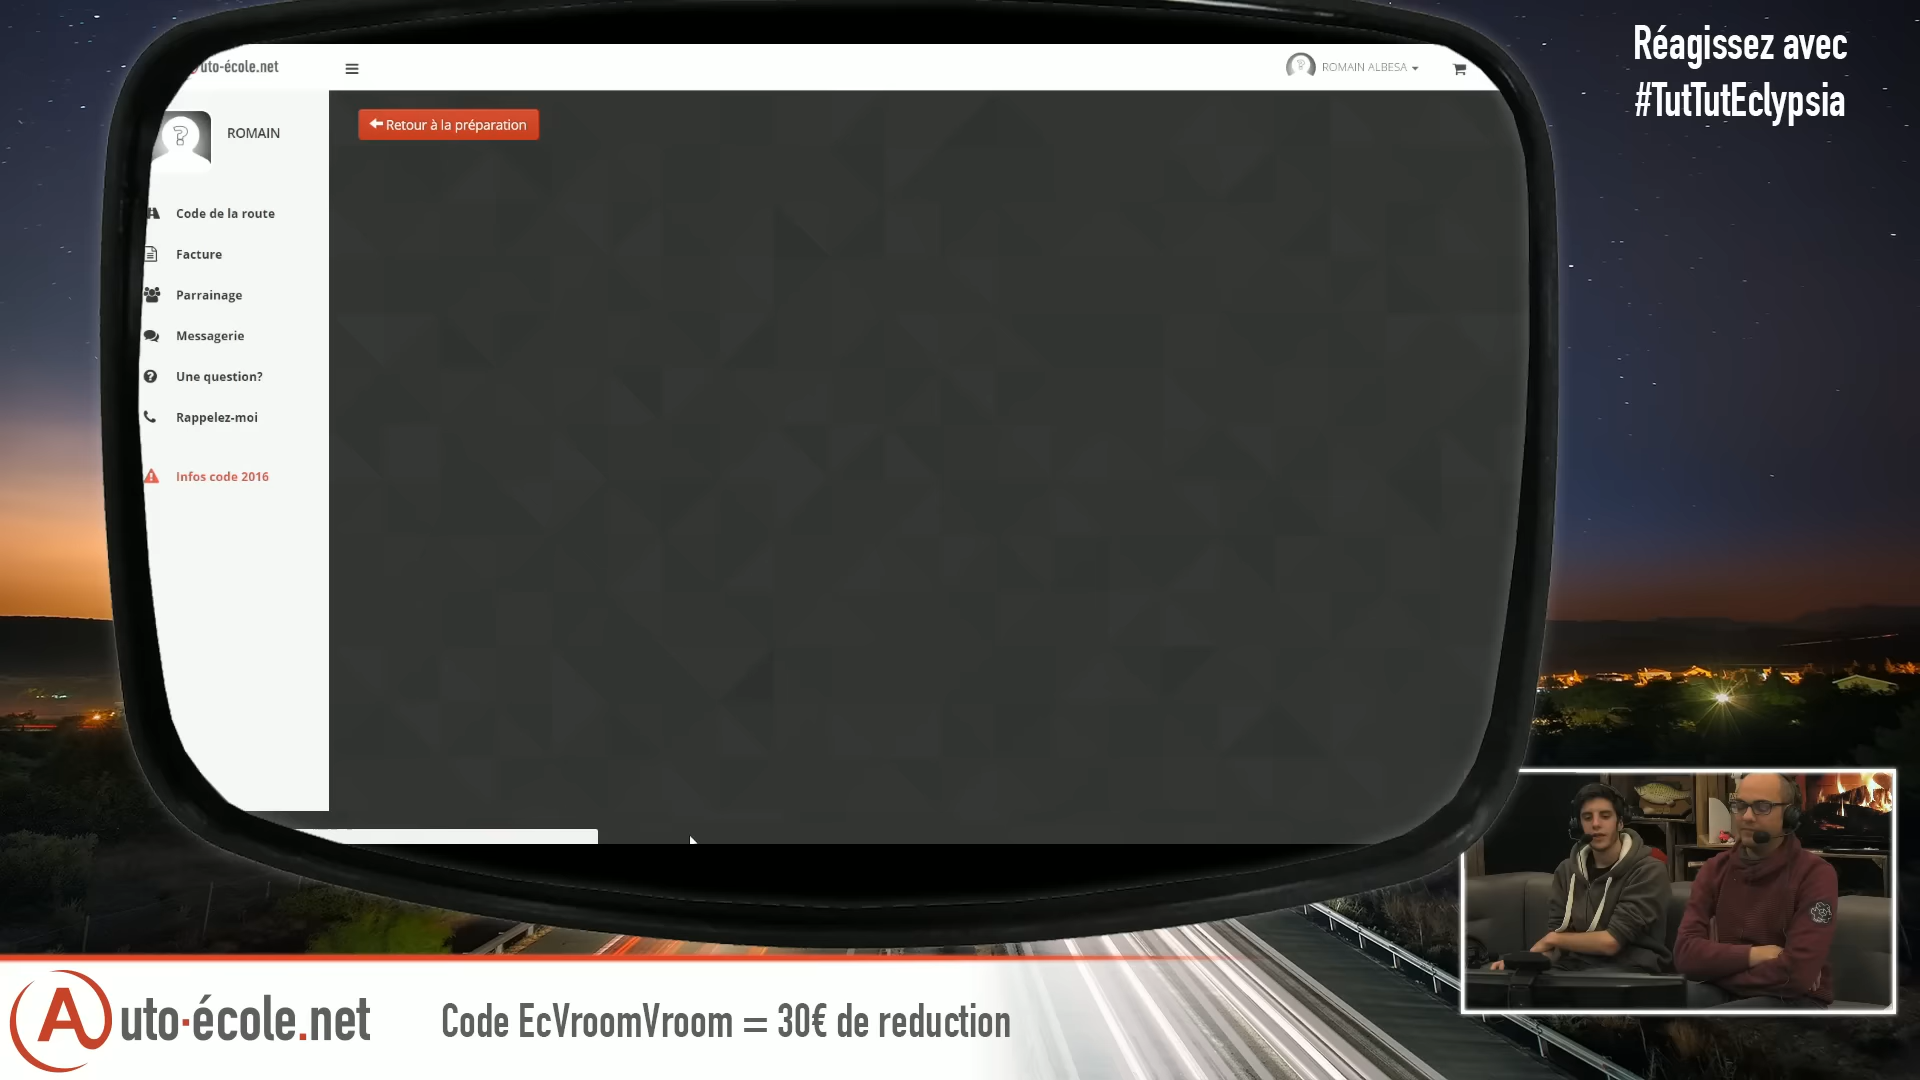 uto-école.net
ROMAIN ALBESA
Réagissez avec
#TutTutEclypsia
Retour à la préparation
ROMAIN
Code de la route
Facture
Parrainage
Messagerie
Une question?
Rappelez-moi
Infos code 2016
Auto·école.net
Code EcVroomVroom = 30€ de reduction